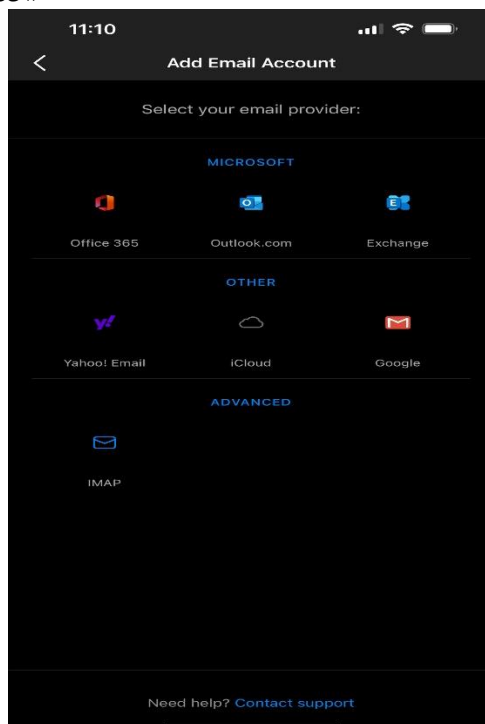 11:10
Add Email Account
Select your email provider:
MICROSOFT
Office 365 Outlook.com Exchange
OTHER
Yahoo! Email iCloud Google
ADVANCED
IMAP
Need help? Contact support